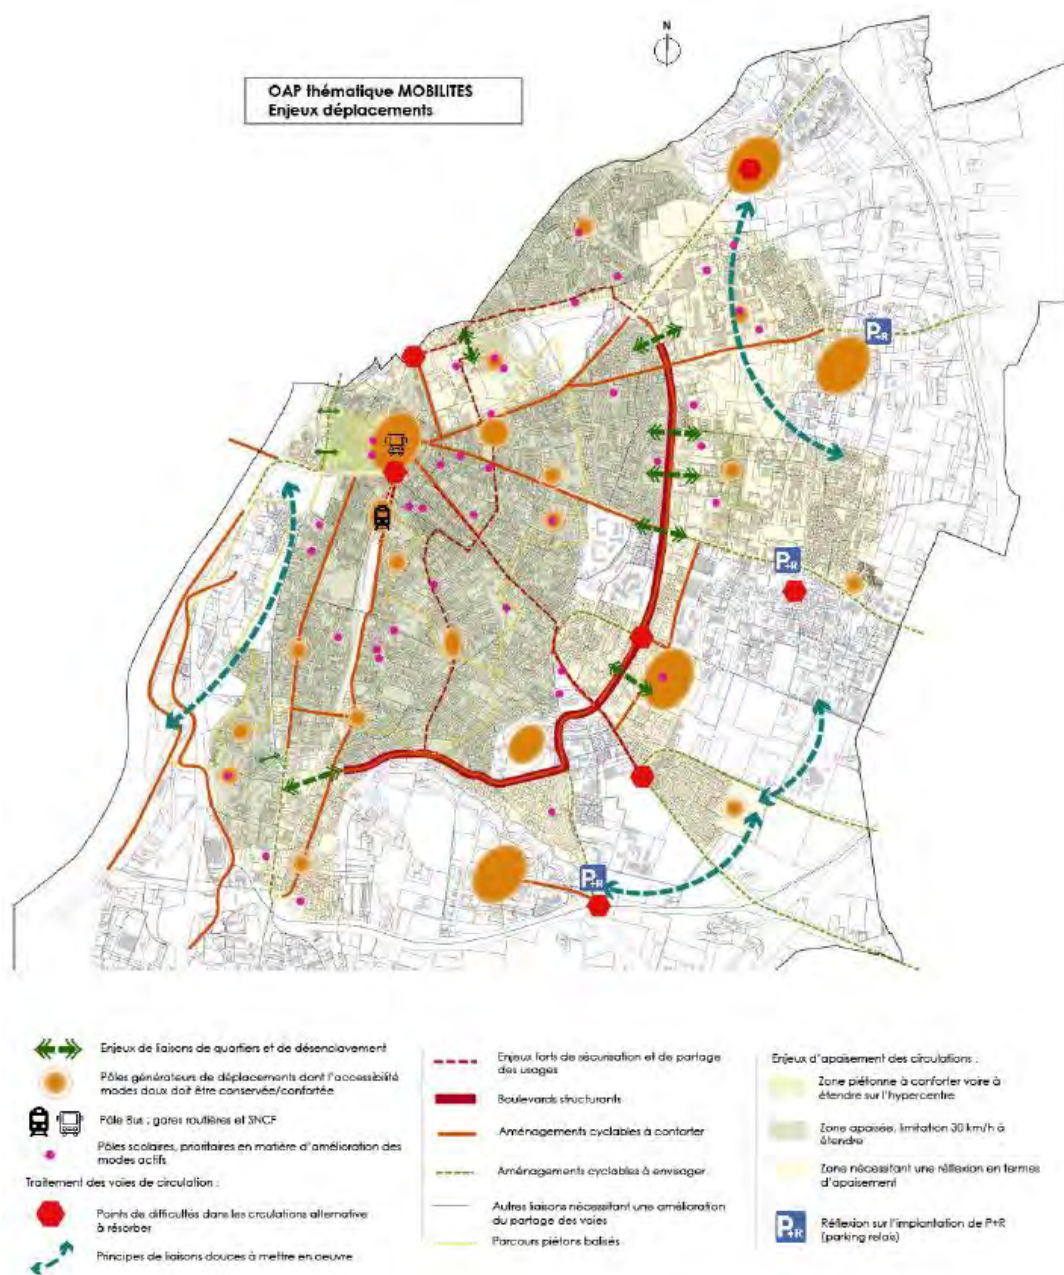 N
OAP thématique MOBILITES
Enjeux déplacements
P+R
P+R
P+R
Enjeux de liaisons de quartiers et de désenclavement
Pôles générateurs de déplacements dont l'accessibilité
modes doux doit être conservée/confortée
Pôle Bus : gares routières et SNCF
Pôles scolaires, prioritaires en matière d'amélioration des
modes actifs
Traitement des voies de circulation :
Points de difficultés dans les circulations alternative
à résorber
Principes de liaisons douces à mettre en oeuvre
Enjeux forts de sécurisation et de partage
des usages
Boulevards structurants
Aménagements cyclables à conforter
Aménagements cyclables à envisager
Autres liaisons nécessitant une amélioration
du partage des voies
Parcours piétons balisés
Enjeux d'apaisement des circulations :
Zone piétonne à conforter voire à
étendre sur l'hypercentre
Zone apaisée, limitation 30 km/h à
étendre
Zone nécessitant une réflexion en termes
d'apaisement
P+R
Réflexion sur l'implantation de P+R
(parking relais)